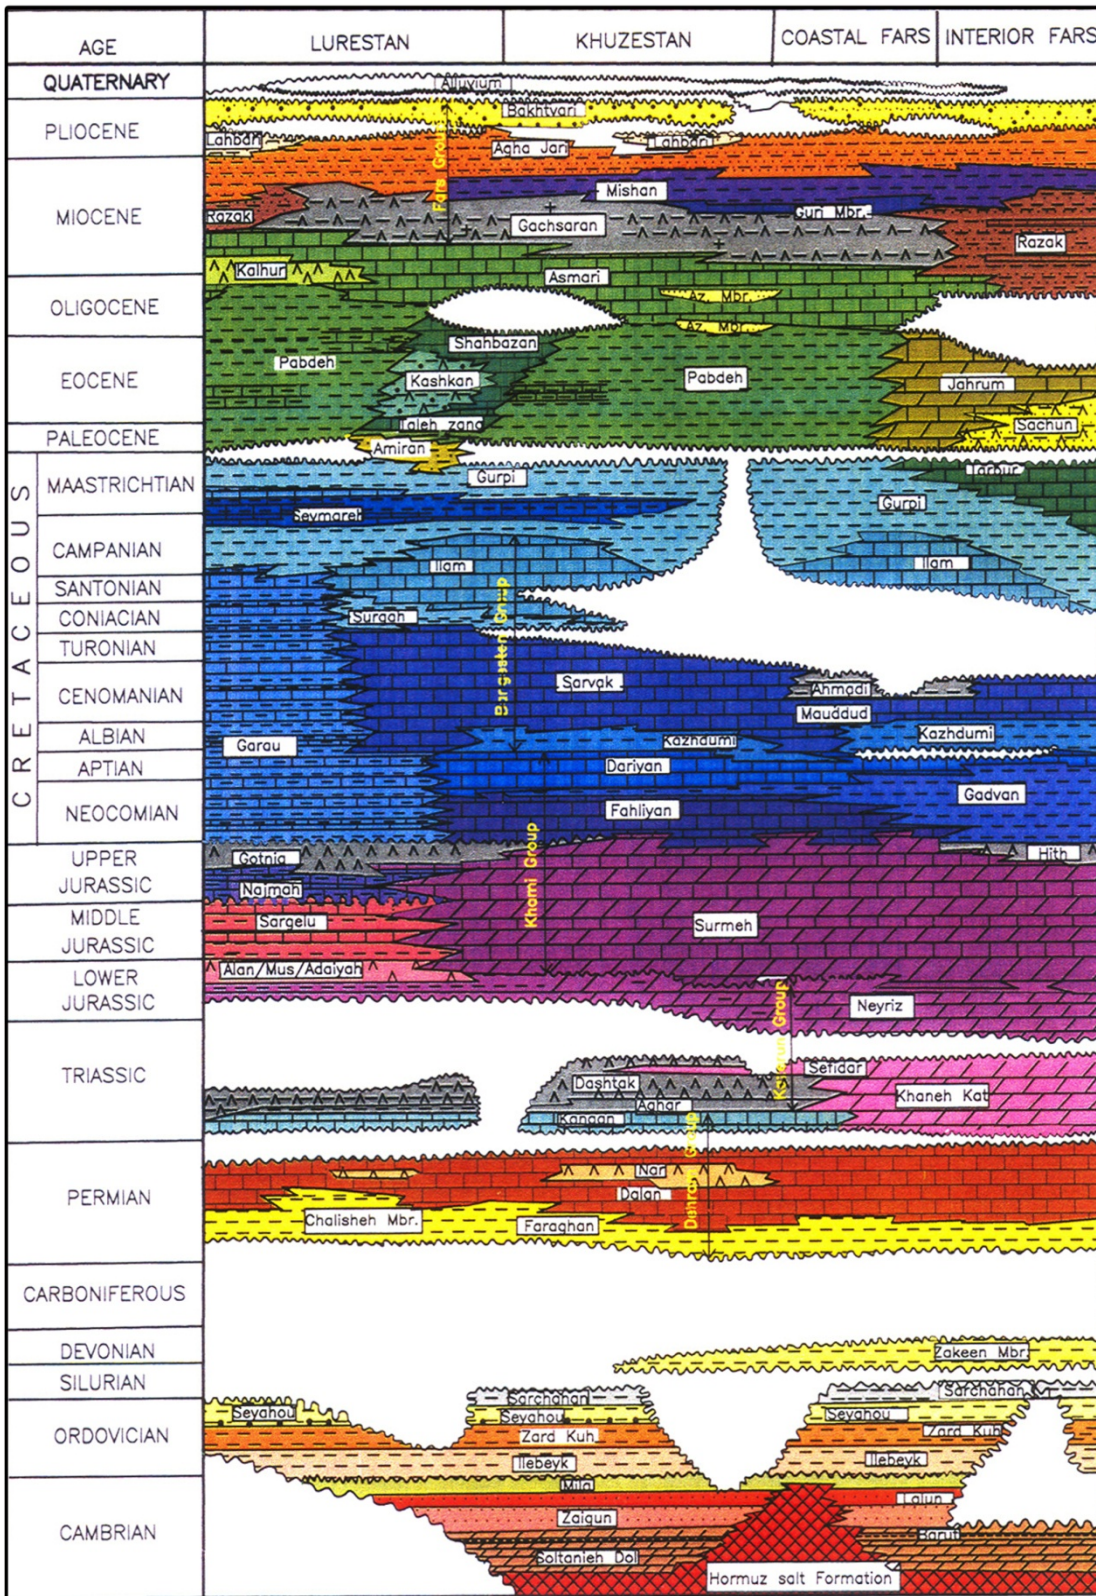 AGE LURESTAN KHUZESTAN COASTAL FARS INTERIOR FARS
QUATERNARY Alluvium
Bakhtyari
PLIOCENE
Lahbari Lahbari
Agha Jari
Fars Group
Mishan
MIOCENE Razak Guri Mbr.
Gachsaran Razak
Kalhur Asmari
OLIGOCENE Az. Mbr.
Az. Mbr.
Shahbazan
Pabdeh
EOCENE Kashkan Pabdeh Jahrum
Taleh zang Sachun
PALEOCENE
Amiran
CRETACEOUS
Tarbur
MAASTRICHTIAN Gurpi
Gurpi
Seymareh
CAMPANIAN
Ilam Ilam
SANTONIAN
Bangestan Group
CONIACIAN Surgah
TURONIAN
CENOMANIAN Sarvak Ahmadi
Mauddud
ALBIAN Garau Kazhdumi Kazhdumi
APTIAN Dariyan
Gadvan
NEOCOMIAN Fahliyan
UPPER Gotnia Hith
JURASSIC Najmah
Khami Group
MIDDLE Sargelu Surmeh
JURASSIC
LOWER Alan/Mus/Adaiyah
JURASSIC Neyriz
Kazerun Group
TRIASSIC Dashtak Sefidar
Aghar Khaneh Kat
Kangan
Dehram Group
PERMIAN Nar
Dalan
Chalisheh Mbr. Faraghan
CARBONIFEROUS
DEVONIAN Zakeen Mbr.
SILURIAN Sarchahan Sarchahan
Seyahou Seyahou Seyahou
ORDOVICIAN Zard Kuh Zard Kuh
Ilebeyk Ilebeyk
Mila
Lalun
CAMBRIAN Zaigun
Barut
Soltanieh Dol
Hormuz salt Formation